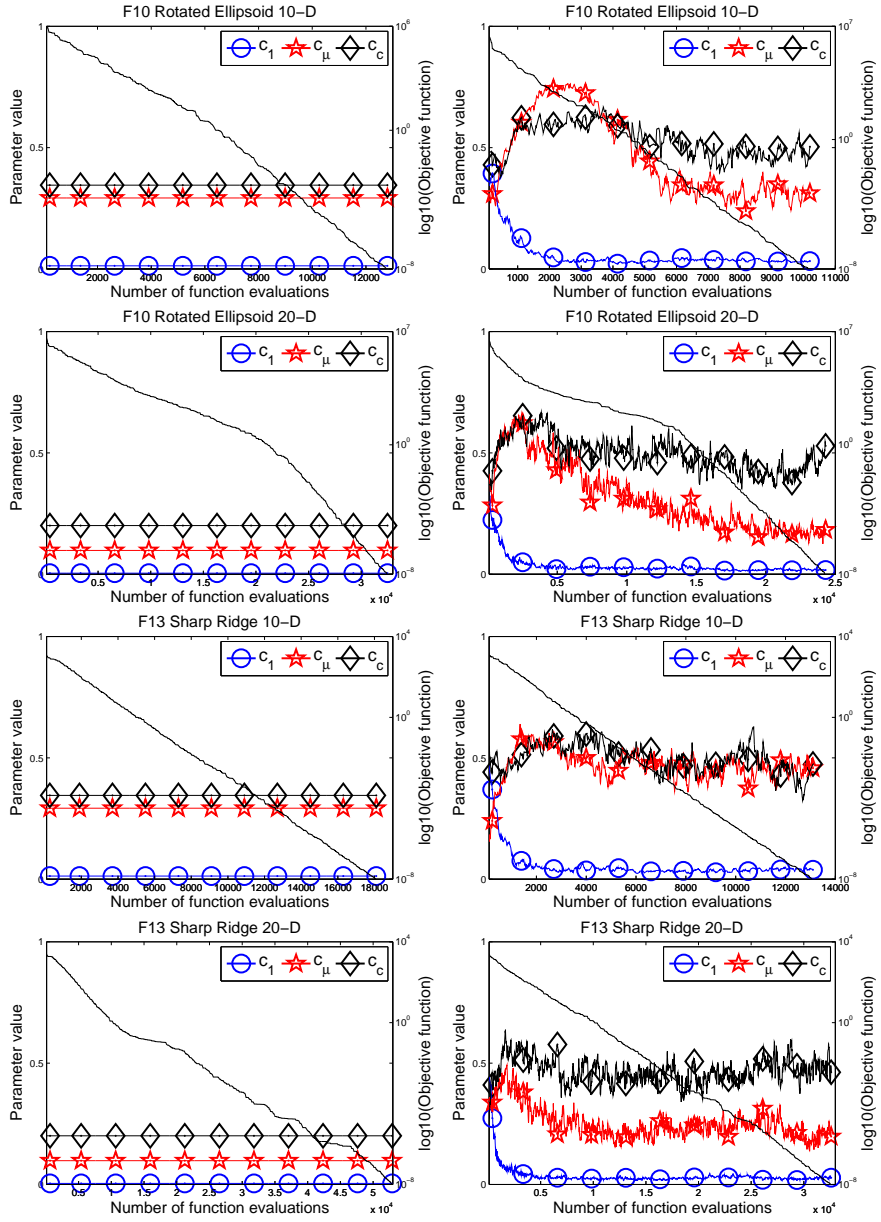 F10 Rotated Ellipsoid 10−D
c_1 c_μ c_c
Parameter value
log10(Objective function)
0 0.5 1
10^−8 10^0 10^6
2000 4000 6000 8000 10000 12000
Number of function evaluations
F10 Rotated Ellipsoid 10−D
c_1 c_μ c_c
Parameter value
log10(Objective function)
0 0.5 1
10^−8 10^0 10^7
1000 2000 3000 4000 5000 6000 7000 8000 9000 10000 11000
Number of function evaluations
F10 Rotated Ellipsoid 20−D
c_1 c_μ c_c
Parameter value
log10(Objective function)
0 0.5 1
10^−8 10^0 10^7
0.5 1 1.5 2 2.5 3
x 10^4
Number of function evaluations
F10 Rotated Ellipsoid 20−D
c_1 c_μ c_c
Parameter value
log10(Objective function)
0 0.5 1
10^−8 10^0 10^7
0.5 1 1.5 2 2.5
x 10^4
Number of function evaluations
F13 Sharp Ridge 10−D
c_1 c_μ c_c
Parameter value
log10(Objective function)
0 0.5 1
10^−8 10^0 10^4
2000 4000 6000 8000 10000 12000 14000 16000 18000
Number of function evaluations
F13 Sharp Ridge 10−D
c_1 c_μ c_c
Parameter value
log10(Objective function)
0 0.5 1
10^−8 10^0 10^4
2000 4000 6000 8000 10000 12000 14000
Number of function evaluations
F13 Sharp Ridge 20−D
c_1 c_μ c_c
Parameter value
log10(Objective function)
0 0.5 1
10^−8 10^0 10^4
0.5 1 1.5 2 2.5 3 3.5 4 4.5 5
x 10^4
Number of function evaluations
F13 Sharp Ridge 20−D
c_1 c_μ c_c
Parameter value
log10(Objective function)
0 0.5 1
10^−8 10^0 10^4
0.5 1 1.5 2 2.5 3
x 10^4
Number of function evaluations